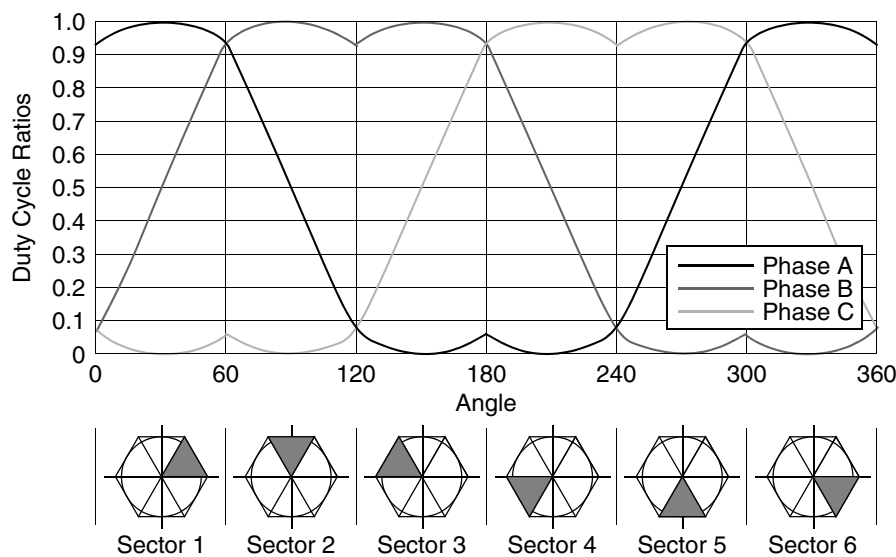 1.0
0.9
0.8
0.7
0.6
0.5
0.4
0.3
0.2
0.1
0
Duty Cycle Ratios
Phase A
Phase B
Phase C
0 60 120 180 240 300 360
Angle
Sector 1 Sector 2 Sector 3 Sector 4 Sector 5 Sector 6